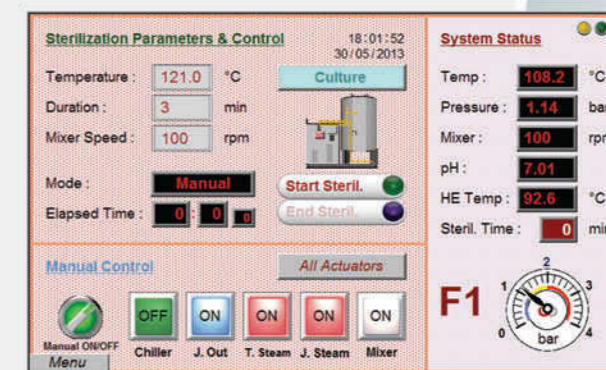 Sterilization Parameters & Control
18:01:52
30/05/2013
Temperature : 121.0 °C
Culture
Duration : 3 min
Mixer Speed : 100 rpm
Mode : Manual
Start Steril.
Elapsed Time : 0 : 0 0
End Steril.
Manual Control
All Actuators
OFF ON ON ON ON
Manual ON/OFF
Chiller J. Out T. Steam J. Steam Mixer
Menu
System Status
Temp : 108.2 °C
Pressure : 1.14 bar
Mixer : 100 rpm
pH : 7.01
HE Temp : 92.6 °C
Steril. Time : 0 min
F1
0 1 2 3 4
bar